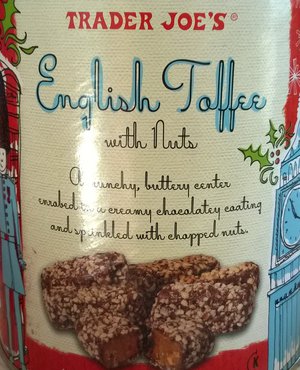 TRADER JOE'S®
English Toffee
with Nuts
A crunchy, buttery center
enrobed in a creamy chocolatey coating
and sprinkled with chopped nuts.
K